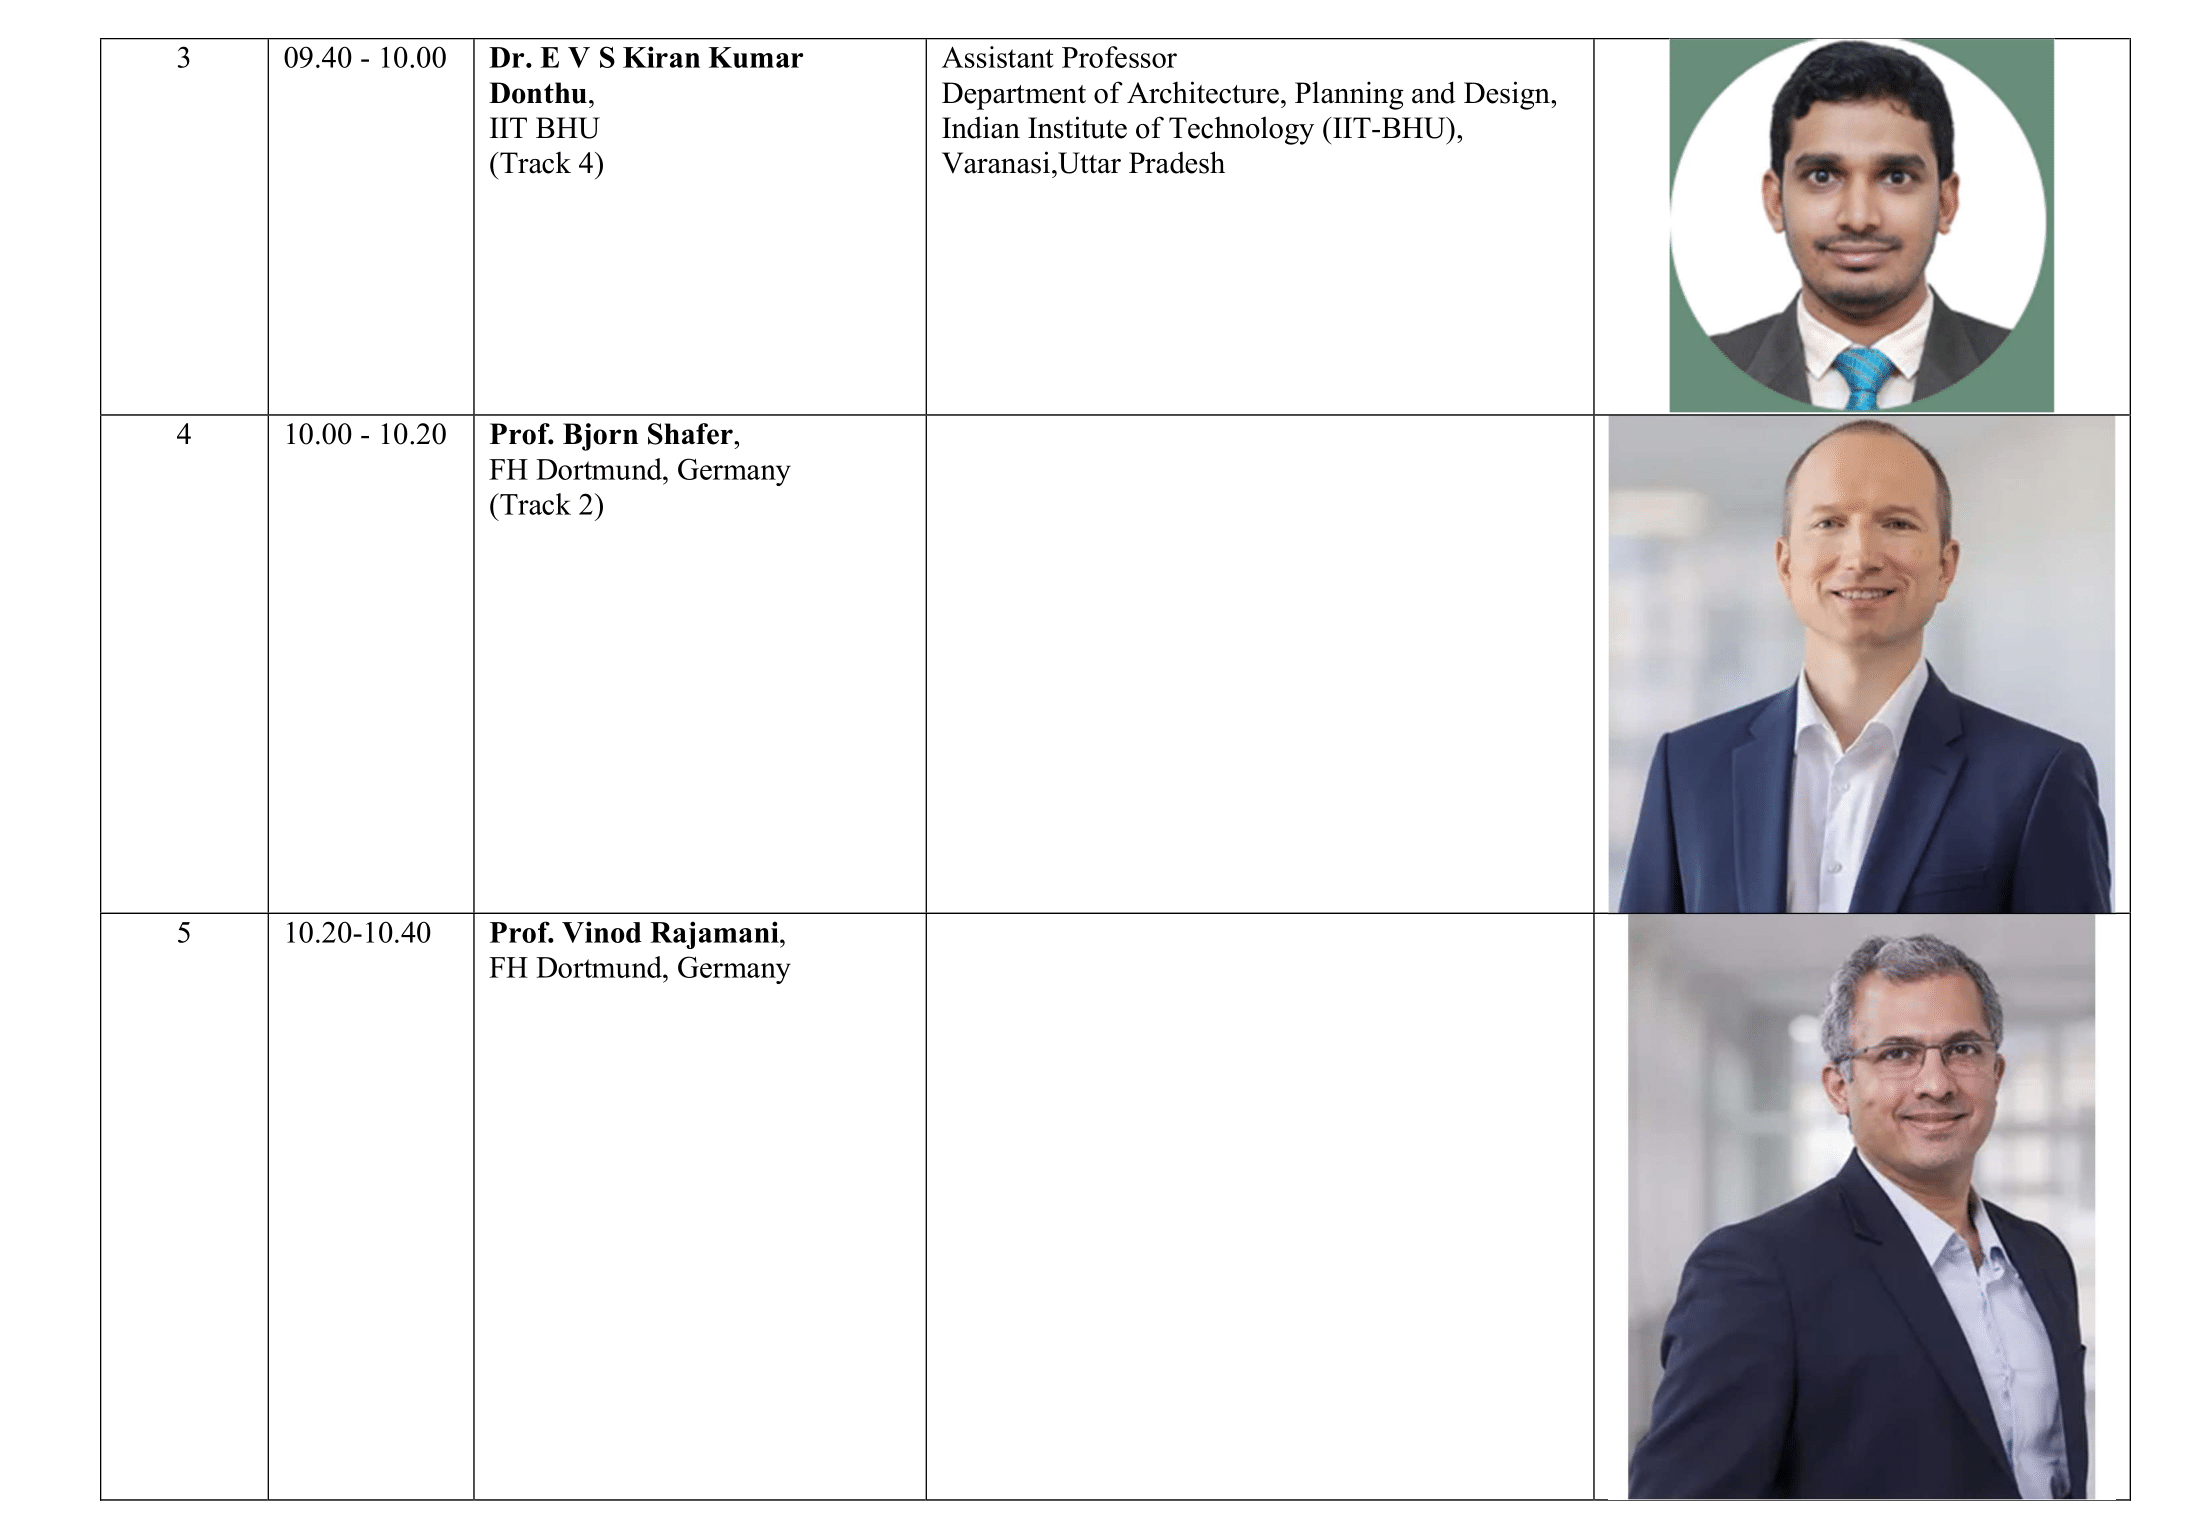 3
09.40 - 10.00
Dr. E V S Kiran Kumar
Donthu,
IIT BHU
(Track 4)
Assistant Professor
Department of Architecture, Planning and Design,
Indian Institute of Technology (IIT-BHU),
Varanasi,Uttar Pradesh
4
10.00 - 10.20
Prof. Bjorn Shafer,
FH Dortmund, Germany
(Track 2)
5
10.20-10.40
Prof. Vinod Rajamani,
FH Dortmund, Germany